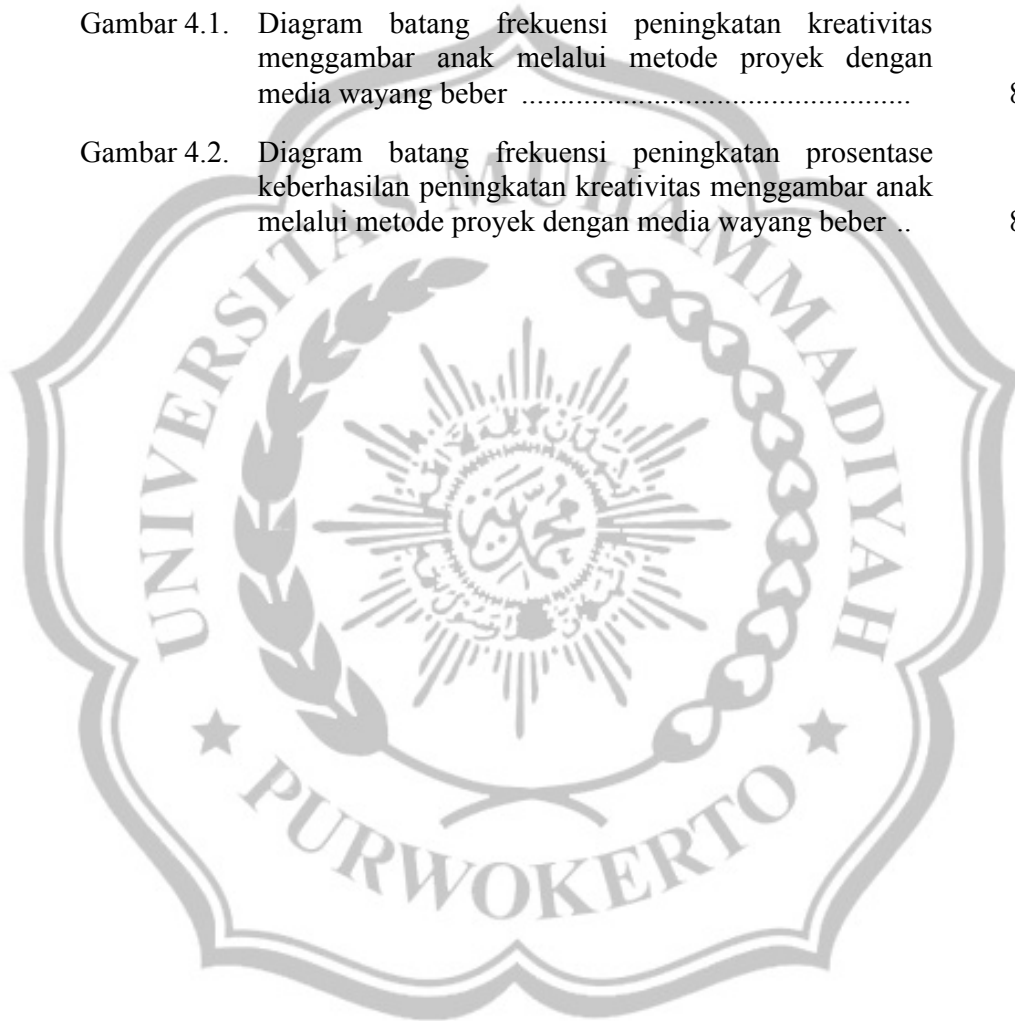 Gambar 4.1. Diagram batang frekuensi peningkatan kreativitas
menggambar anak melalui metode proyek dengan
media wayang beber ................................................. 8
Gambar 4.2. Diagram batang frekuensi peningkatan prosentase
keberhasilan peningkatan kreativitas menggambar anak
melalui metode proyek dengan media wayang beber .. 8
UNIVERSITAS MUHAMMADIYAH
PURWOKERTO